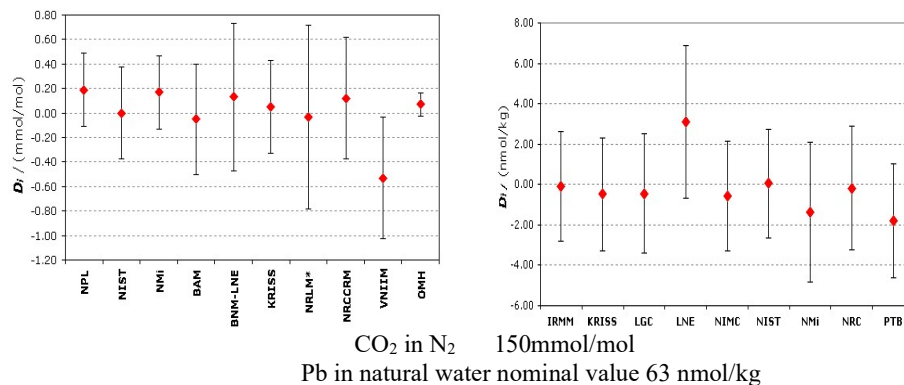 0.80
0.60
0.40
0.20
0.00
-0.20
-0.40
-0.60
-0.80
-1.00
-1.20
Di / (mmol/mol)
NPL
NIST
NMi
BAM
BNM-LNE
KRISS
NRLM*
NRCCRM
VNIIM
OMH
8.00
6.00
4.00
2.00
0.00
-2.00
-4.00
-6.00
Di / (nmol/kg)
IRMM KRISS LGC LNE NIMC NIST NMi NRC PTB
CO₂ in N₂ 150mmol/mol
Pb in natural water nominal value 63 nmol/kg